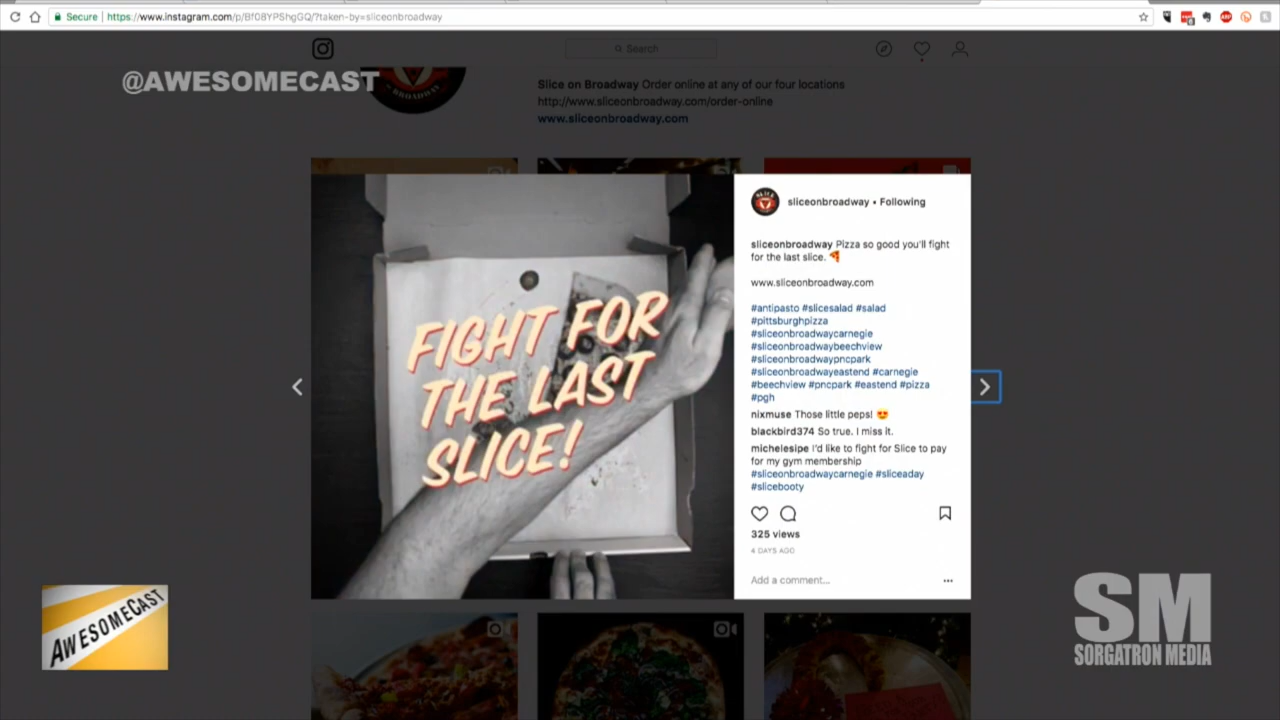 Secure https://www.instagram.com/p/Bf08YPShgGQ/?taken-by=sliceonbroadway
Search
@AWESOMECAST
BROADWAY
Slice on Broadway Order online at any of our four locations
http://www.sliceonbroadway.com/order-online
www.sliceonbroadway.com
FIGHT FOR
THE LAST
SLICE!
SLICE
sliceonbroadway • Following
sliceonbroadway Pizza so good you'll fight
for the last slice. 🍕
www.sliceonbroadway.com
#antipasto #slicesalad #salad
#pittsburghpizza
#sliceonbroadwaycarnegie
#sliceonbroadwaybeechview
#sliceonbroadwaypncpark
#sliceonbroadwayeastend #carnegie
#beechview #pncpark #eastend #pizza
#pgh
nixmuse Those little peps! 😍
blackbird374 So true. I miss it.
michelesipe I'd like to fight for Slice to pay
for my gym membership
#sliceonbroadwaycarnegie #sliceaday
#slicebooty
325 views
4 DAYS AGO
Add a comment...
AWESOMECAST
SM
SORGATRON MEDIA